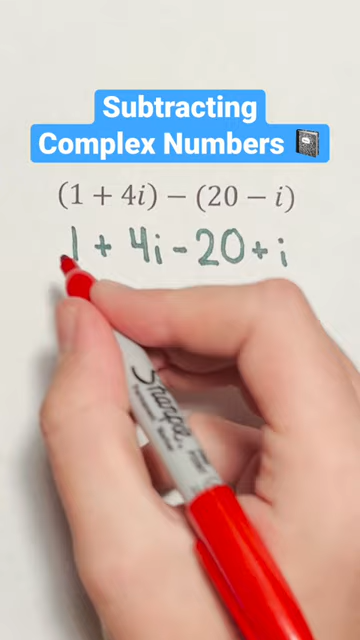 Subtracting
Complex Numbers
(1 + 4i) − (20 − i)
1 + 4i - 20 + i
Sharpie